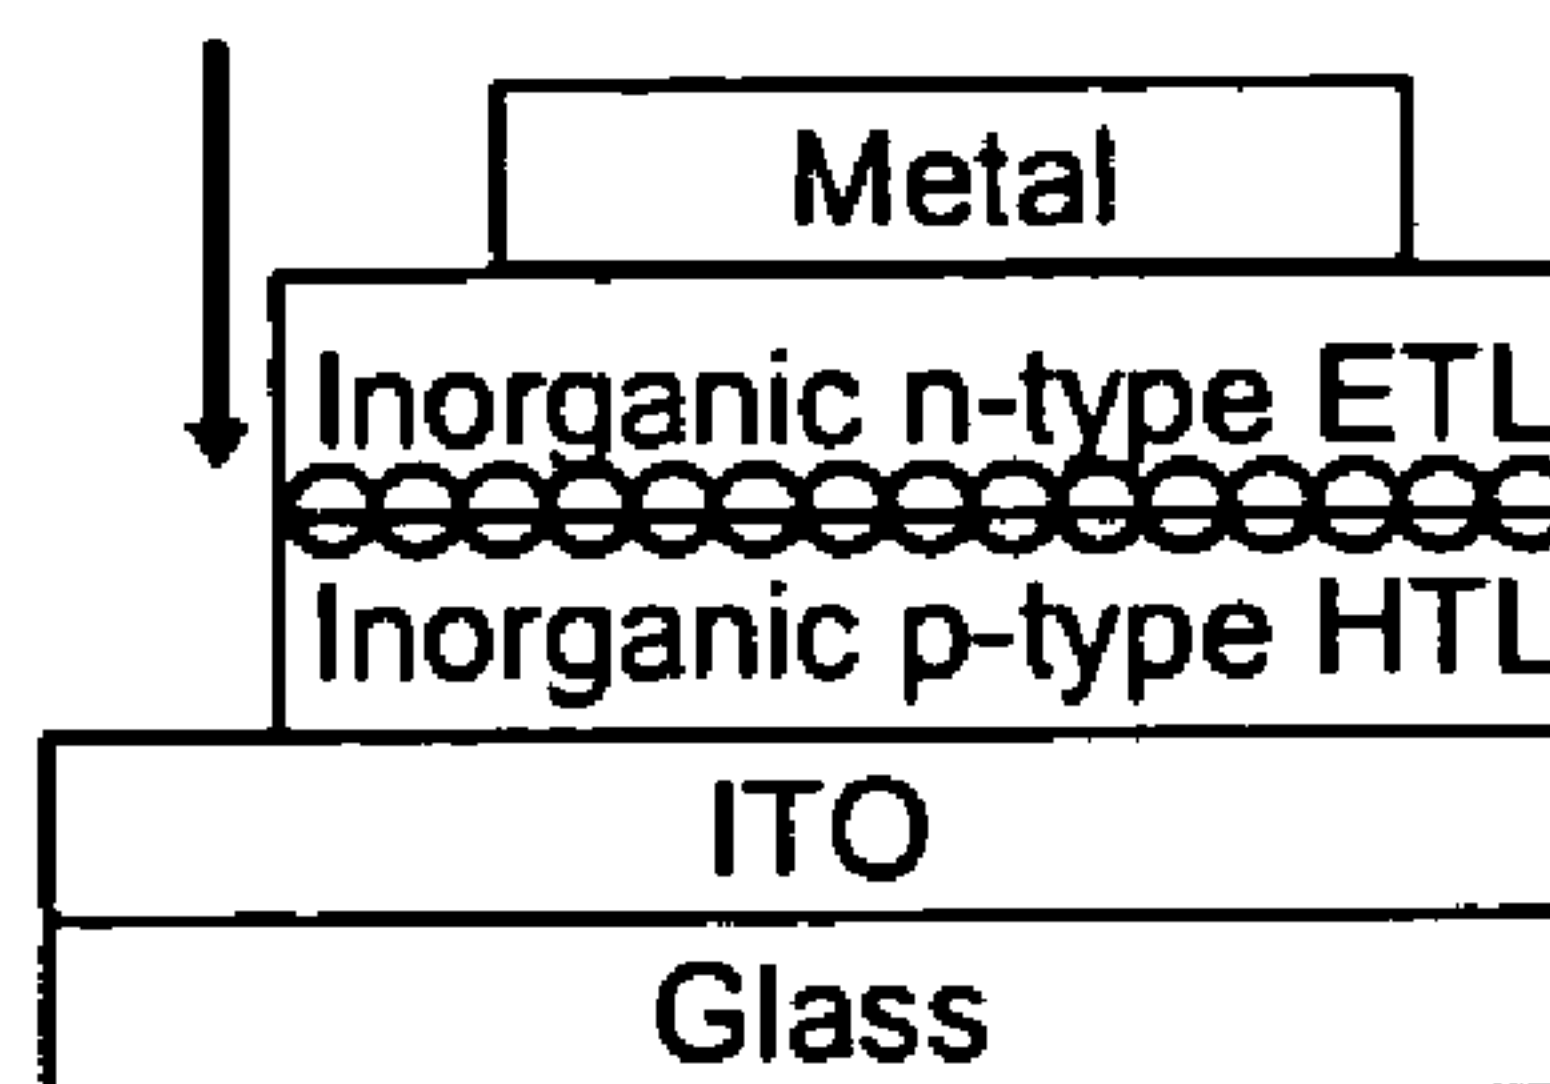 Metal
Inorganic n-type ETL
Inorganic p-type HTL
ITO
Glass